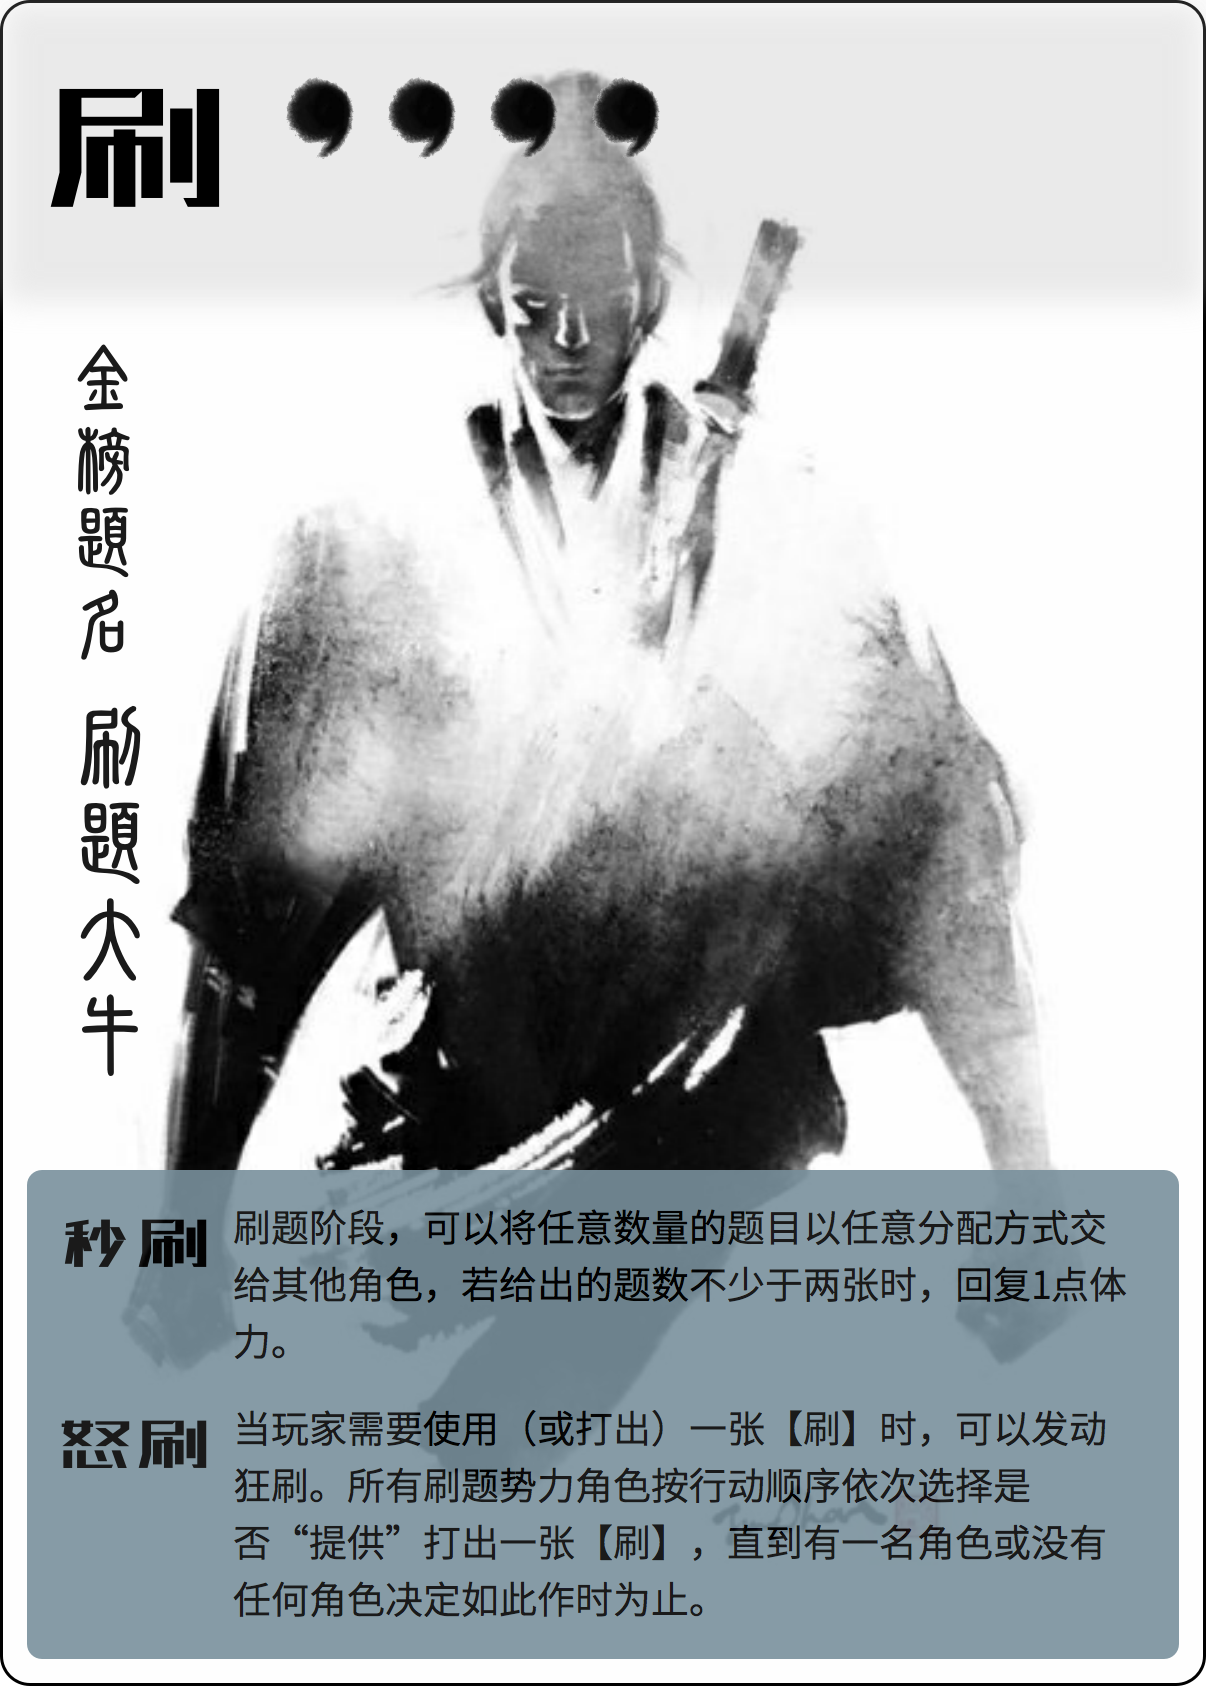 刷
金榜題名 刷題大牛
秒刷
刷题阶段，可以将任意数量的题目以任意分配方式交
给其他角色，若给出的题数不少于两张时，回复1点体
力。
怒刷
当玩家需要使用（或打出）一张【刷】时，可以发动
狂刷。所有刷题势力角色按行动顺序依次选择是
否“提供”打出一张【刷】，直到有一名角色或没有
任何角色决定如此作时为止。